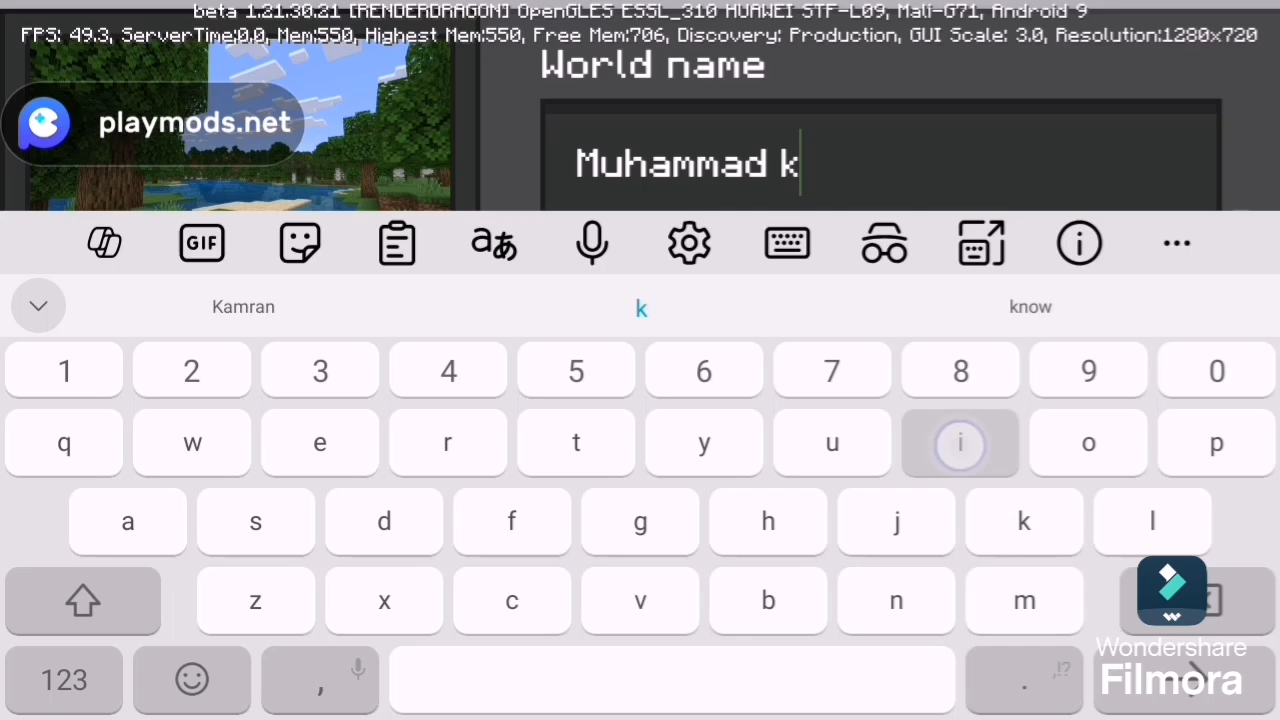 beta 1.21.30.21 [RENDERDRAGON] OpenGLES ESSL_310 HUAWEI STF-L09, Mali-G71, Android 9
FPS: 49.3, ServerTime:0.0, Mem:550, Highest Mem:550, Free Mem:706, Discovery: Production, GUI Scale: 3.0, Resolution:1280x720
World name
playmods.net
Muhammad k
GIF
aあ
Kamran k know
1 2 3 4 5 6 7 8 9 0
q w e r t y u i o p
a s d f g h j k l
z x c v b n m
123 , . ,!?
Wondershare
Filmora